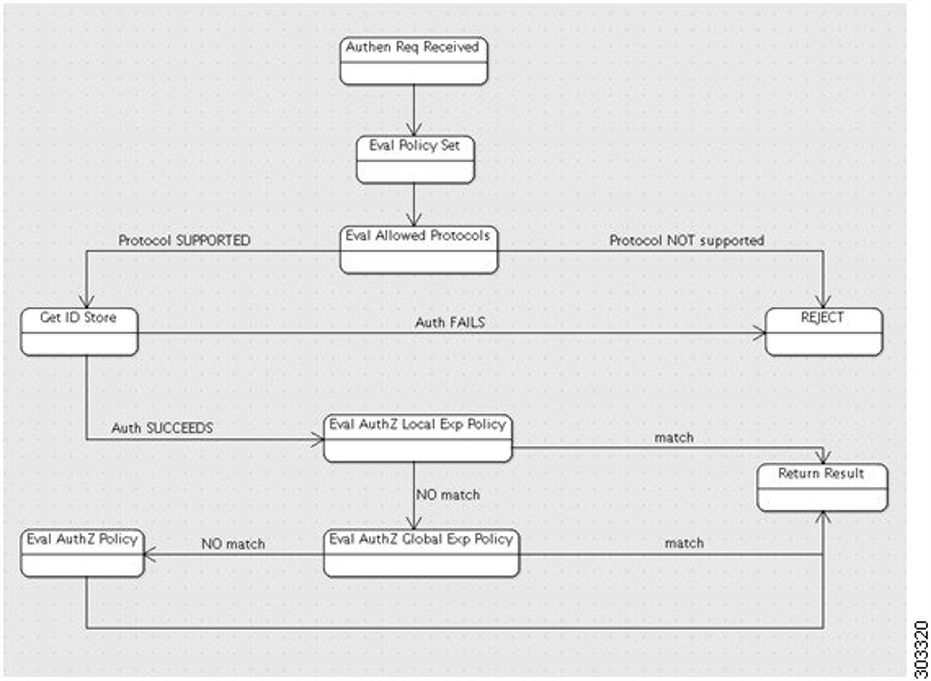 Authen Req Received
Eval Policy Set
Eval Allowed Protocols
Protocol SUPPORTED
Protocol NOT supported
Get ID Store
Auth FAILS
REJECT
Auth SUCCEEDS
Eval AuthZ Local Exp Policy
match
Return Result
NO match
Eval AuthZ Policy
NO match
Eval AuthZ Global Exp Policy
match
303320